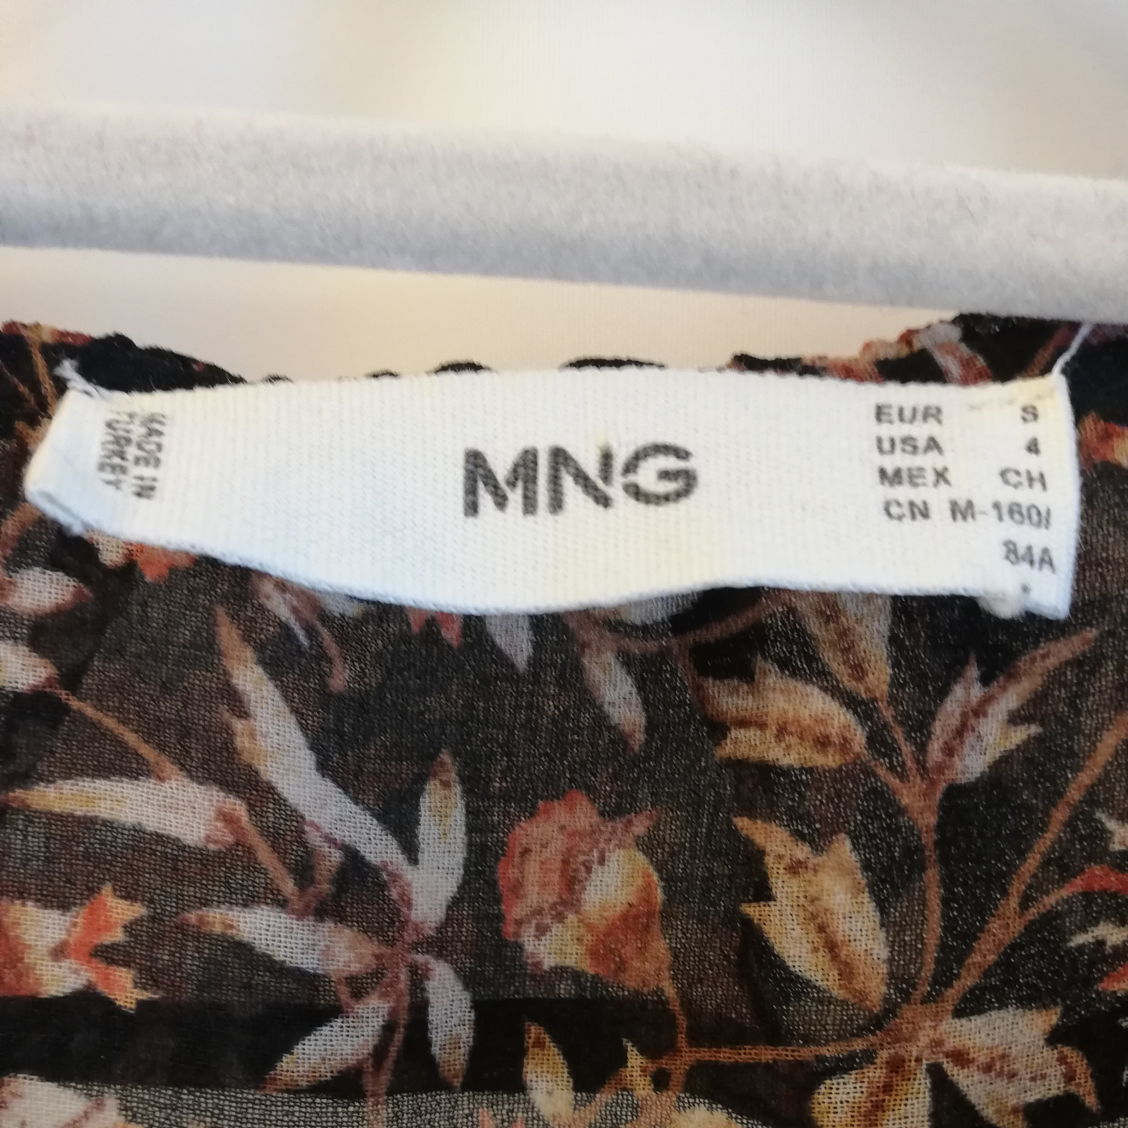 MADE IN
TURKEY
MNG
EUR S
USA 4
MEX CH
CN M-160/
84A